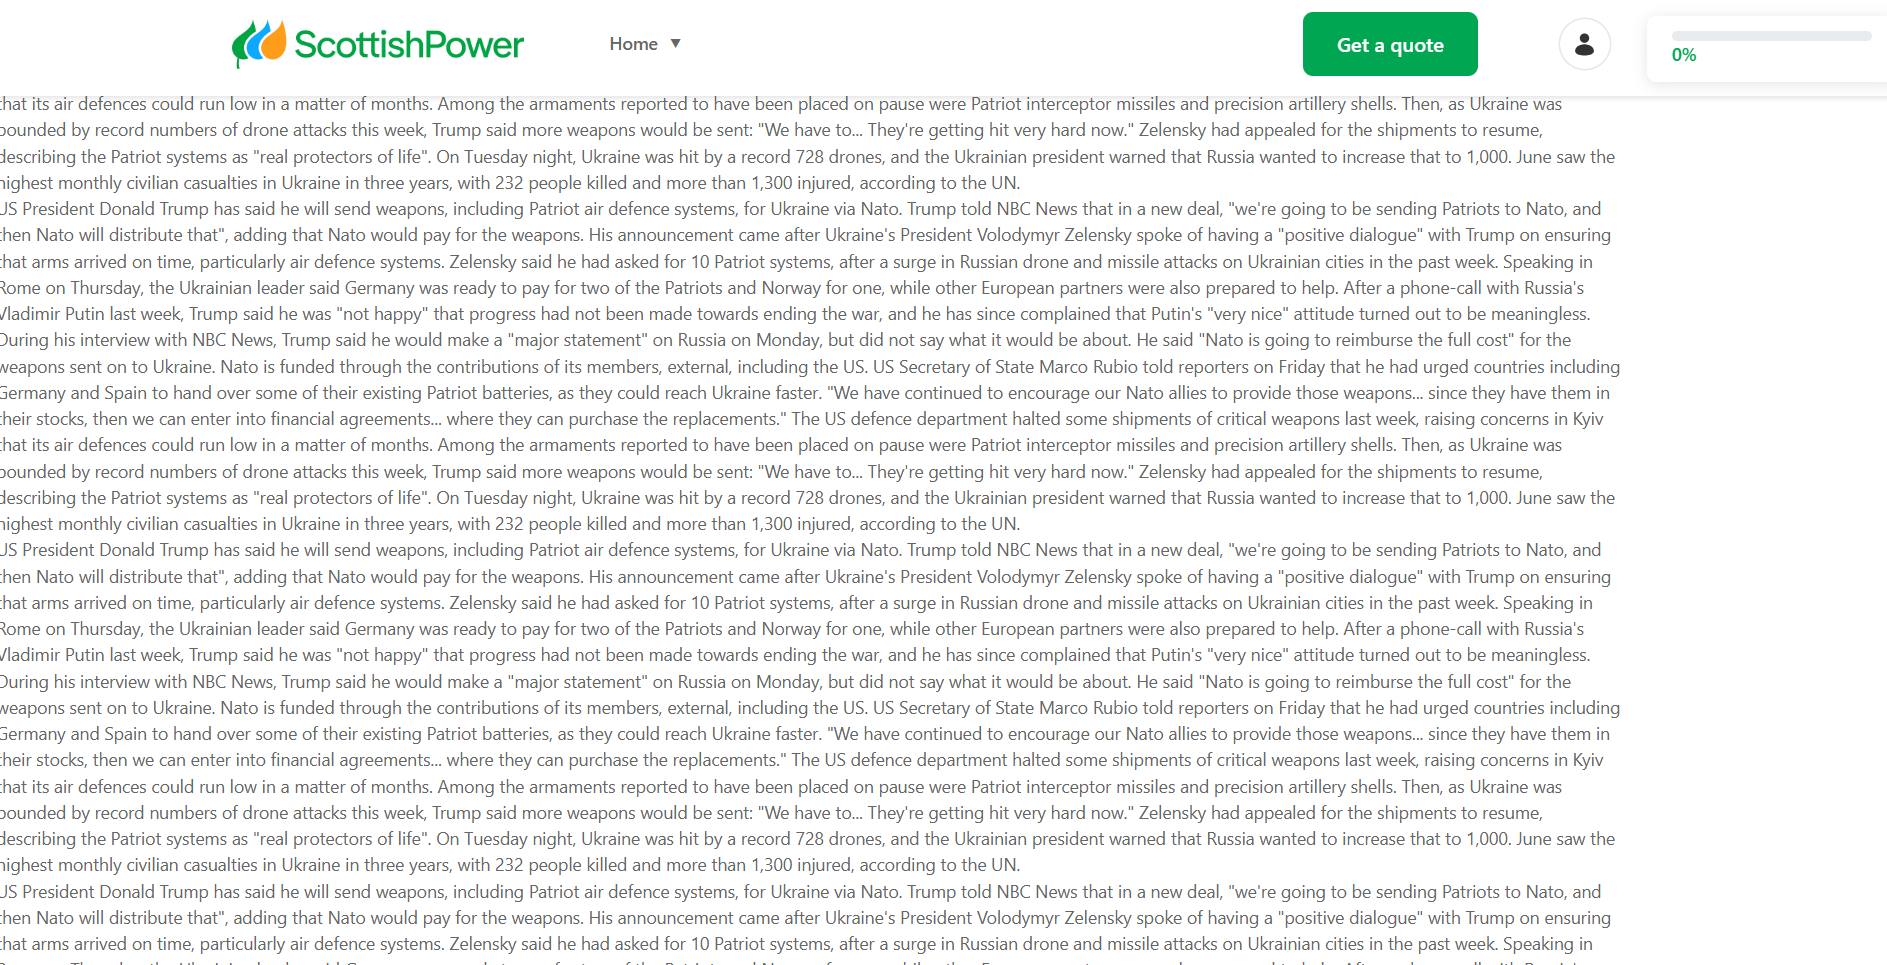 ScottishPower
Home ▼
Get a quote
0%
that its air defences could run low in a matter of months. Among the armaments reported to have been placed on pause were Patriot interceptor missiles and precision artillery shells. Then, as Ukraine was
pounded by record numbers of drone attacks this week, Trump said more weapons would be sent: "We have to... They're getting hit very hard now." Zelensky had appealed for the shipments to resume,
describing the Patriot systems as "real protectors of life". On Tuesday night, Ukraine was hit by a record 728 drones, and the Ukrainian president warned that Russia wanted to increase that to 1,000. June saw the
highest monthly civilian casualties in Ukraine in three years, with 232 people killed and more than 1,300 injured, according to the UN.
US President Donald Trump has said he will send weapons, including Patriot air defence systems, for Ukraine via Nato. Trump told NBC News that in a new deal, "we're going to be sending Patriots to Nato, and
then Nato will distribute that", adding that Nato would pay for the weapons. His announcement came after Ukraine's President Volodymyr Zelensky spoke of having a "positive dialogue" with Trump on ensuring
that arms arrived on time, particularly air defence systems. Zelensky said he had asked for 10 Patriot systems, after a surge in Russian drone and missile attacks on Ukrainian cities in the past week. Speaking in
Rome on Thursday, the Ukrainian leader said Germany was ready to pay for two of the Patriots and Norway for one, while other European partners were also prepared to help. After a phone-call with Russia's
Vladimir Putin last week, Trump said he was "not happy" that progress had not been made towards ending the war, and he has since complained that Putin's "very nice" attitude turned out to be meaningless.
During his interview with NBC News, Trump said he would make a "major statement" on Russia on Monday, but did not say what it would be about. He said "Nato is going to reimburse the full cost" for the
weapons sent on to Ukraine. Nato is funded through the contributions of its members, external, including the US. US Secretary of State Marco Rubio told reporters on Friday that he had urged countries including
Germany and Spain to hand over some of their existing Patriot batteries, as they could reach Ukraine faster. "We have continued to encourage our Nato allies to provide those weapons... since they have them in
their stocks, then we can enter into financial agreements... where they can purchase the replacements." The US defence department halted some shipments of critical weapons last week, raising concerns in Kyiv
that its air defences could run low in a matter of months. Among the armaments reported to have been placed on pause were Patriot interceptor missiles and precision artillery shells. Then, as Ukraine was
pounded by record numbers of drone attacks this week, Trump said more weapons would be sent: "We have to... They're getting hit very hard now." Zelensky had appealed for the shipments to resume,
describing the Patriot systems as "real protectors of life". On Tuesday night, Ukraine was hit by a record 728 drones, and the Ukrainian president warned that Russia wanted to increase that to 1,000. June saw the
highest monthly civilian casualties in Ukraine in three years, with 232 people killed and more than 1,300 injured, according to the UN.
US President Donald Trump has said he will send weapons, including Patriot air defence systems, for Ukraine via Nato. Trump told NBC News that in a new deal, "we're going to be sending Patriots to Nato, and
then Nato will distribute that", adding that Nato would pay for the weapons. His announcement came after Ukraine's President Volodymyr Zelensky spoke of having a "positive dialogue" with Trump on ensuring
that arms arrived on time, particularly air defence systems. Zelensky said he had asked for 10 Patriot systems, after a surge in Russian drone and missile attacks on Ukrainian cities in the past week. Speaking in
Rome on Thursday, the Ukrainian leader said Germany was ready to pay for two of the Patriots and Norway for one, while other European partners were also prepared to help. After a phone-call with Russia's
Vladimir Putin last week, Trump said he was "not happy" that progress had not been made towards ending the war, and he has since complained that Putin's "very nice" attitude turned out to be meaningless.
During his interview with NBC News, Trump said he would make a "major statement" on Russia on Monday, but did not say what it would be about. He said "Nato is going to reimburse the full cost" for the
weapons sent on to Ukraine. Nato is funded through the contributions of its members, external, including the US. US Secretary of State Marco Rubio told reporters on Friday that he had urged countries including
Germany and Spain to hand over some of their existing Patriot batteries, as they could reach Ukraine faster. "We have continued to encourage our Nato allies to provide those weapons... since they have them in
their stocks, then we can enter into financial agreements... where they can purchase the replacements." The US defence department halted some shipments of critical weapons last week, raising concerns in Kyiv
that its air defences could run low in a matter of months. Among the armaments reported to have been placed on pause were Patriot interceptor missiles and precision artillery shells. Then, as Ukraine was
pounded by record numbers of drone attacks this week, Trump said more weapons would be sent: "We have to... They're getting hit very hard now." Zelensky had appealed for the shipments to resume,
describing the Patriot systems as "real protectors of life". On Tuesday night, Ukraine was hit by a record 728 drones, and the Ukrainian president warned that Russia wanted to increase that to 1,000. June saw the
highest monthly civilian casualties in Ukraine in three years, with 232 people killed and more than 1,300 injured, according to the UN.
US President Donald Trump has said he will send weapons, including Patriot air defence systems, for Ukraine via Nato. Trump told NBC News that in a new deal, "we're going to be sending Patriots to Nato, and
then Nato will distribute that", adding that Nato would pay for the weapons. His announcement came after Ukraine's President Volodymyr Zelensky spoke of having a "positive dialogue" with Trump on ensuring
that arms arrived on time, particularly air defence systems. Zelensky said he had asked for 10 Patriot systems, after a surge in Russian drone and missile attacks on Ukrainian cities in the past week. Speaking in